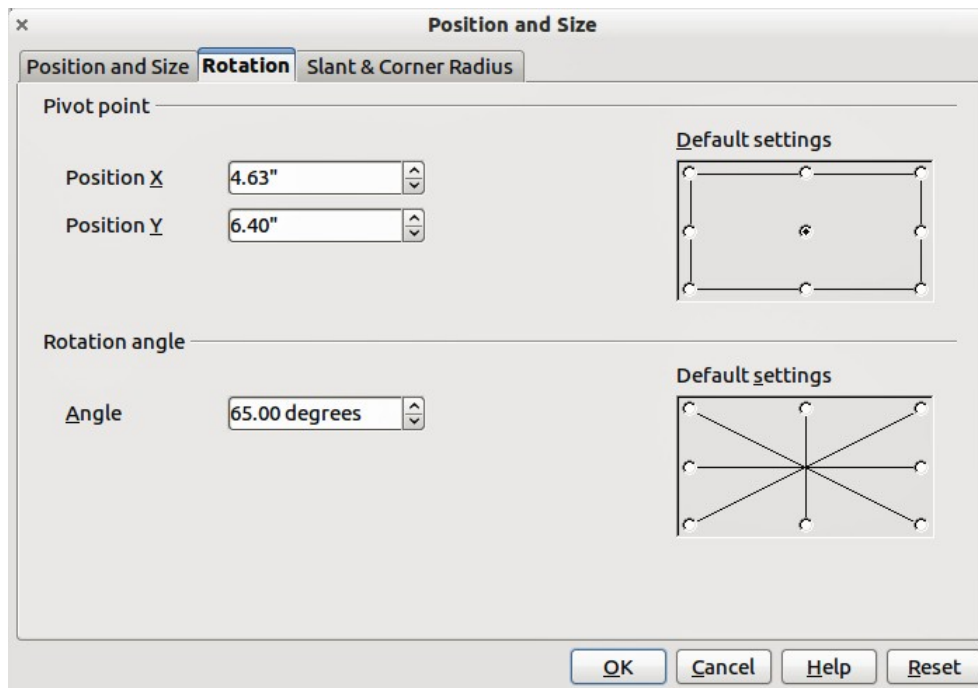 Position and Size
Position and Size Rotation Slant & Corner Radius
Pivot point
Default settings
Position X 4.63"
Position Y 6.40"
Rotation angle
Default settings
Angle 65.00 degrees
OK Cancel Help Reset